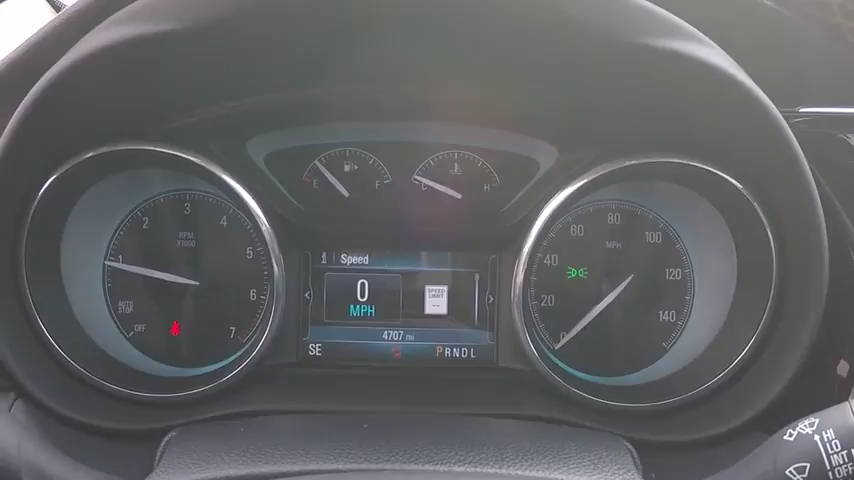 E F
C H
1 2 3 4 5 6 7
RPM
X1000
AUTO
STOP
OFF
Speed
0
MPH
SPEED
LIMIT
--
4707 mi
SE
PRNDL
0 20 40 60 80 100 120 140
MPH
HI
LO
INT
OFF